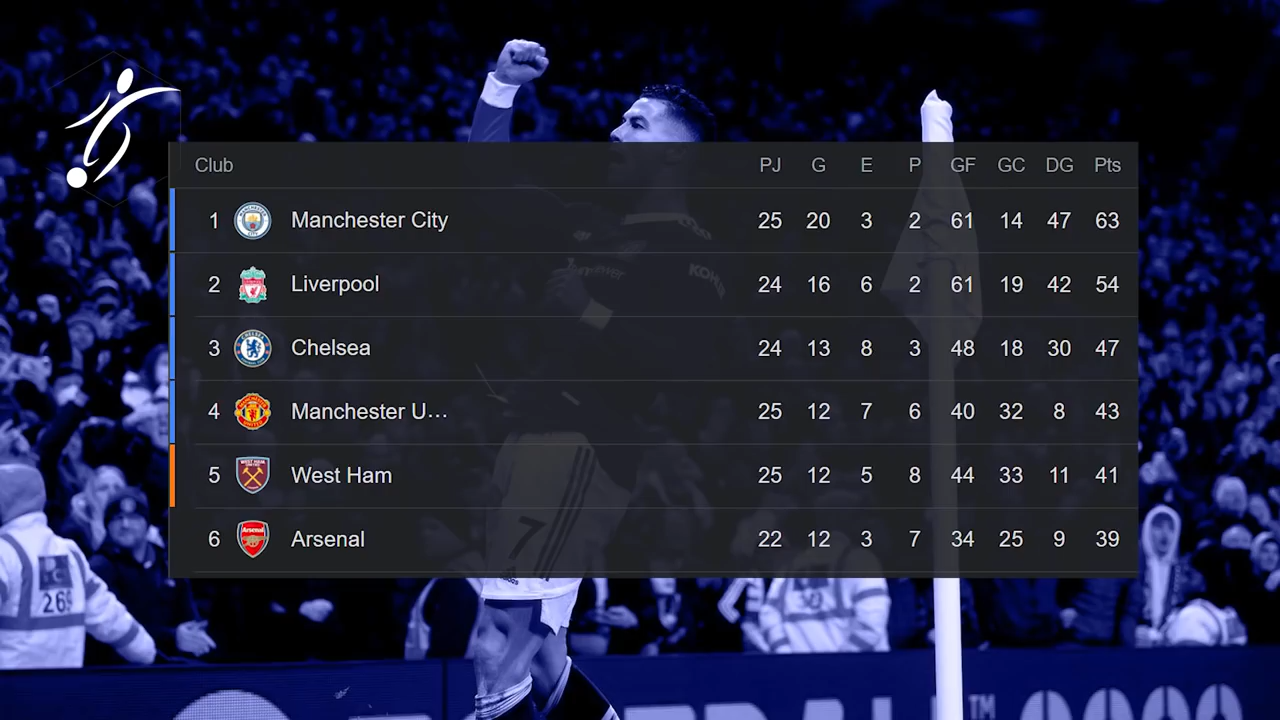 Club PJ G E P GF GC DG Pts
1 Manchester City 25 20 3 2 61 14 47 63
2 Liverpool 24 16 6 2 61 19 42 54
3 Chelsea 24 13 8 3 48 18 30 47
4 Manchester U... 25 12 7 6 40 32 8 43
5 West Ham 25 12 5 8 44 33 11 41
6 Arsenal 22 12 3 7 34 25 9 39
7
269
TM